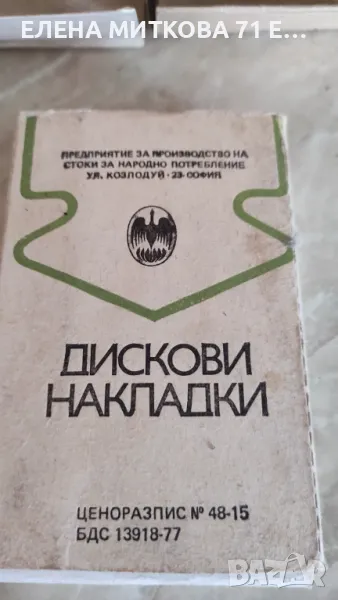 ЕЛЕНА МИТКОВА 71 Е...
ПРЕДПРИЯТИЕ ЗА ПРОИЗВОДСТВО НА
СТОКИ ЗА НАРОДНО ПОТРЕБЛЕНИЕ
УЛ. КОЗЛОДУЙ · 23 · СОФИЯ
ДИСКОВИ
НАКЛАДКИ
ЦЕНОРАЗПИС № 48-15
БДС 13918-77
bazar